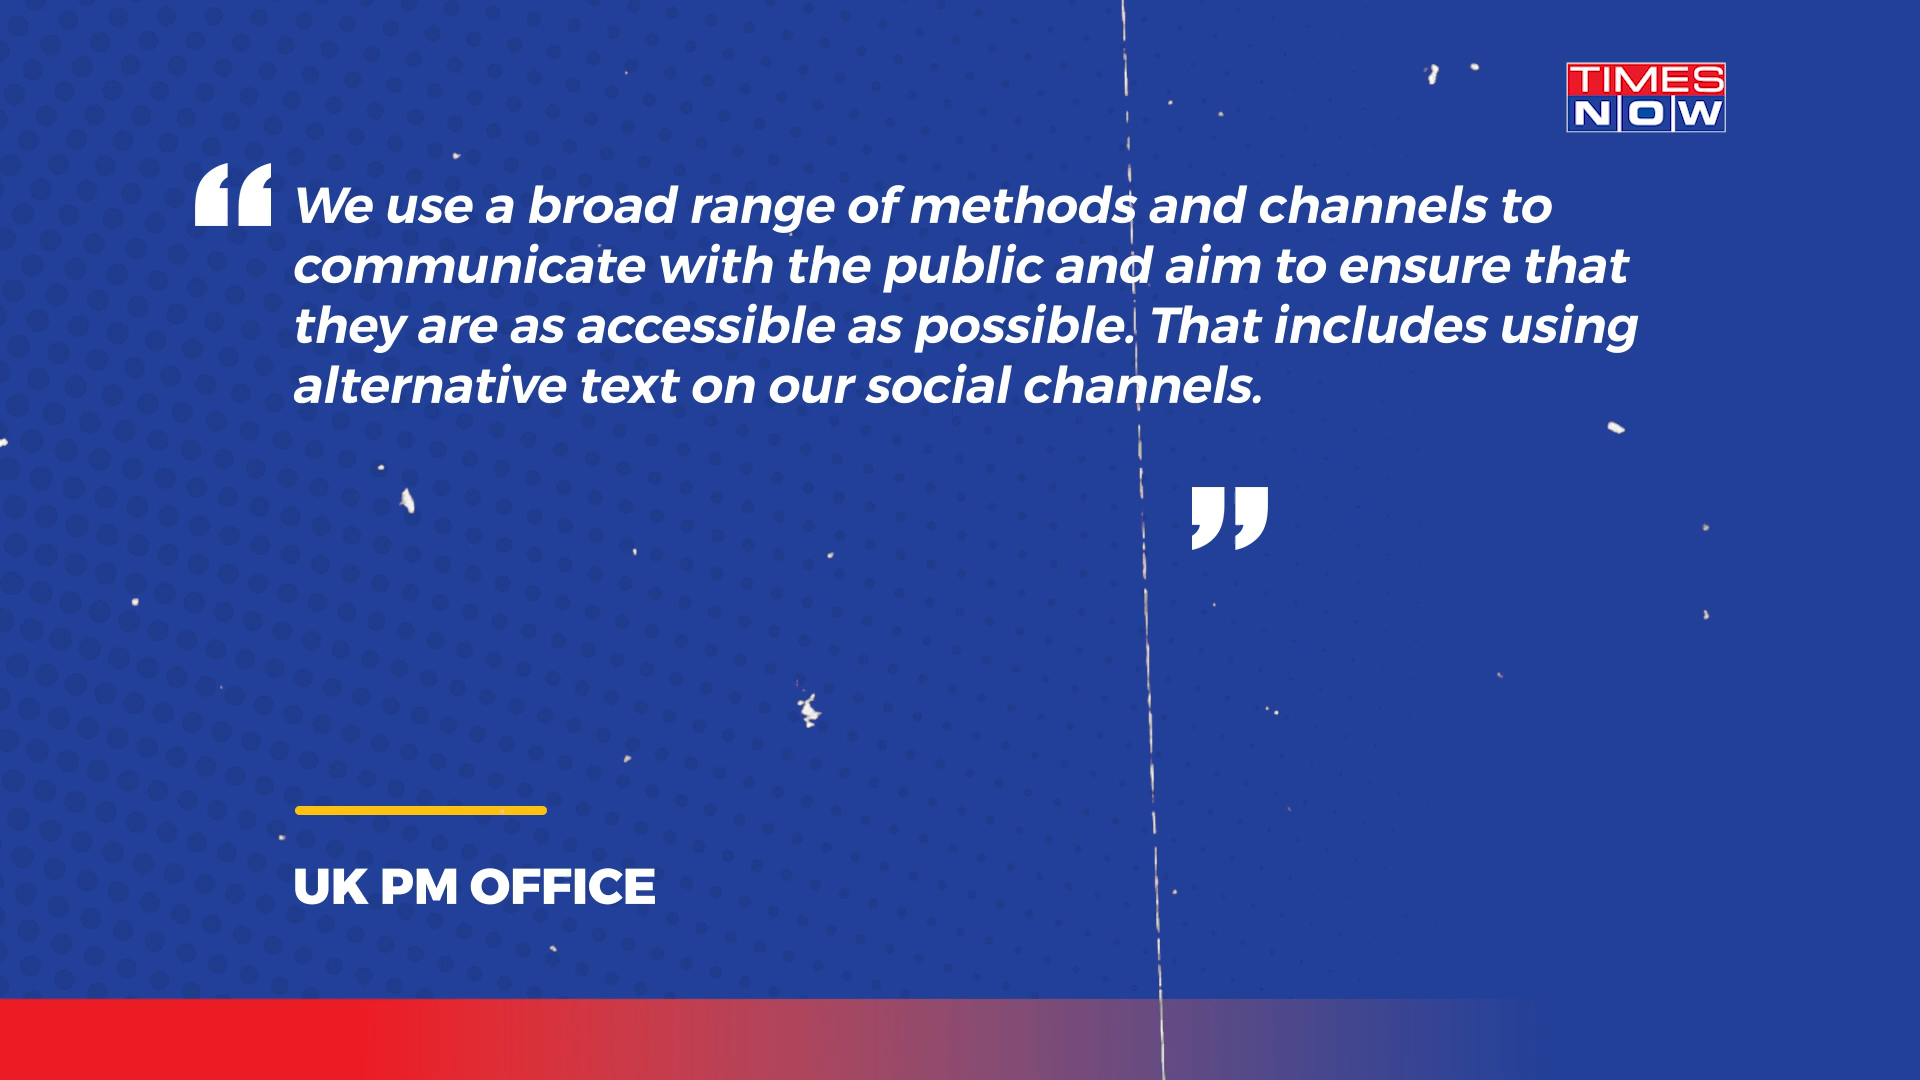 TIMES
NOW
“ We use a broad range of methods and channels to
communicate with the public and aim to ensure that
they are as accessible as possible. That includes using
alternative text on our social channels.
”
UK PM OFFICE